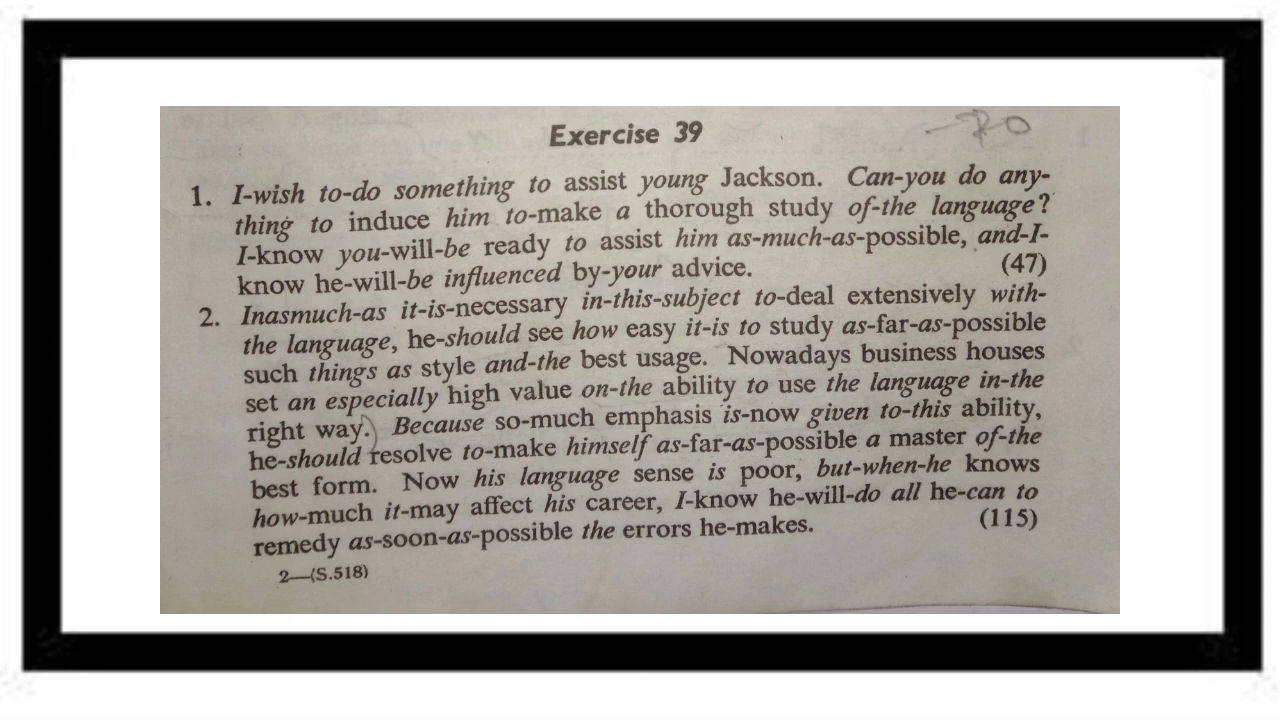 Exercise 39
70
1. I-wish to-do something to assist young Jackson. Can-you do any-
thing to induce him to-make a thorough study of-the language?
I-know you-will-be ready to assist him as-much-as-possible, and-I-
know he-will-be influenced by-your advice. (47)
2. Inasmuch-as it-is-necessary in-this-subject to-deal extensively with-
the language, he-should see how easy it-is to study as-far-as-possible
such things as style and-the best usage. Nowadays business houses
set an especially high value on-the ability to use the language in-the
right way. Because so-much emphasis is-now given to-this ability,
he-should resolve to-make himself as-far-as-possible a master of-the
best form. Now his language sense is poor, but-when-he knows
how-much it-may affect his career, I-know he-will-do all he-can to
remedy as-soon-as-possible the errors he-makes. (115)
2—(S.518)